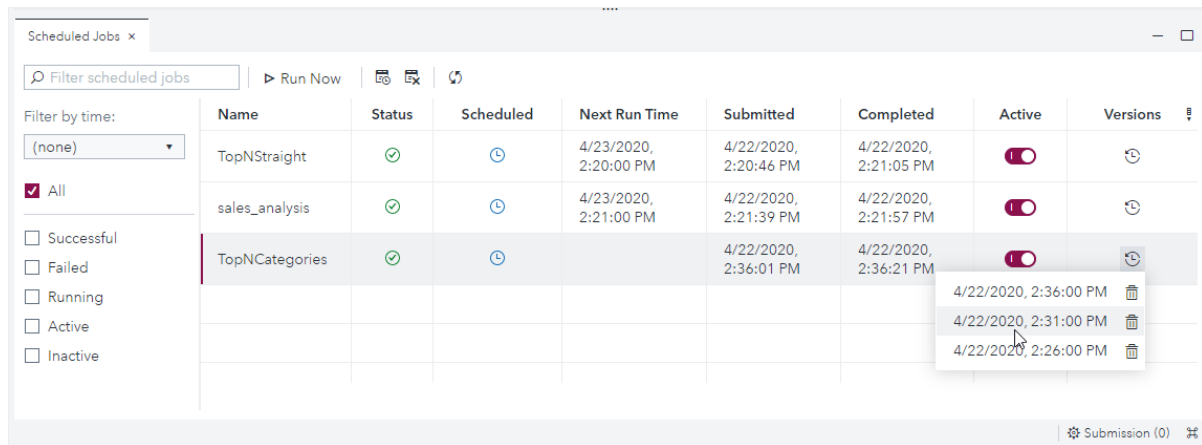 Scheduled Jobs ×
Filter scheduled jobs
Run Now
Filter by time:
(none)
All
Successful
Failed
Running
Active
Inactive
Name Status Scheduled Next Run Time Submitted Completed Active Versions
TopNStraight 4/23/2020, 4/22/2020, 4/22/2020,
2:20:00 PM 2:20:46 PM 2:21:05 PM
sales_analysis 4/23/2020, 4/22/2020, 4/22/2020,
2:21:00 PM 2:21:39 PM 2:21:57 PM
TopNCategories 4/22/2020, 4/22/2020,
2:36:01 PM 2:36:21 PM
4/22/2020, 2:36:00 PM
4/22/2020, 2:31:00 PM
4/22/2020, 2:26:00 PM
Submission (0)